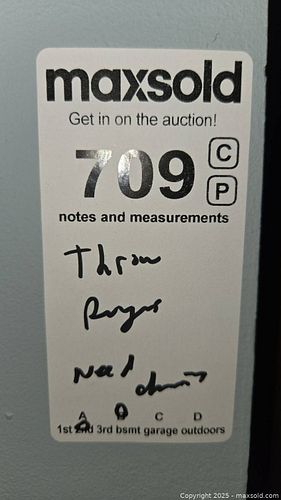 maxsold
Get in on the auction!
709
C
P
notes and measurements
Throw
Need
A B C D
1st 2nd 3rd bsmt garage outdoors
Copyright © 2025 - maxsold.com